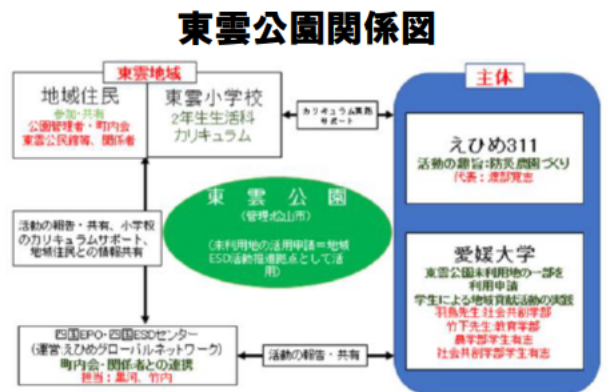 東雲公園関係図
東雲地域
地域住民
参加・共有
公園管理者・町内会
東雲公民館等、関係者
東雲小学校
2年生生活科
カリキュラム
カリキュラム実践
サポート
主体
えひめ311
活動の趣旨:防災農園づくり
代表:渡部寛志
東雲公園
(管理:松山市)
(未利用地の活用申請=地域
ESD活動推進拠点として活
用)
活動の報告・共有、小学校
のカリキュラムサポート、
地域住民との情報共有
愛媛大学
東雲公園未利用地の一部を
利用申請
学生による地域貢献活動の実践
羽鳥先生:社会共創学部
竹下先生:教育学部
農学部学生有志
社会共創学部学生有志
四国EPO・四国ESDセンター
(運営:えひめグローバルネットワーク)
町内会・関係者との連携
担当:黒河、竹内
活動の報告・共有